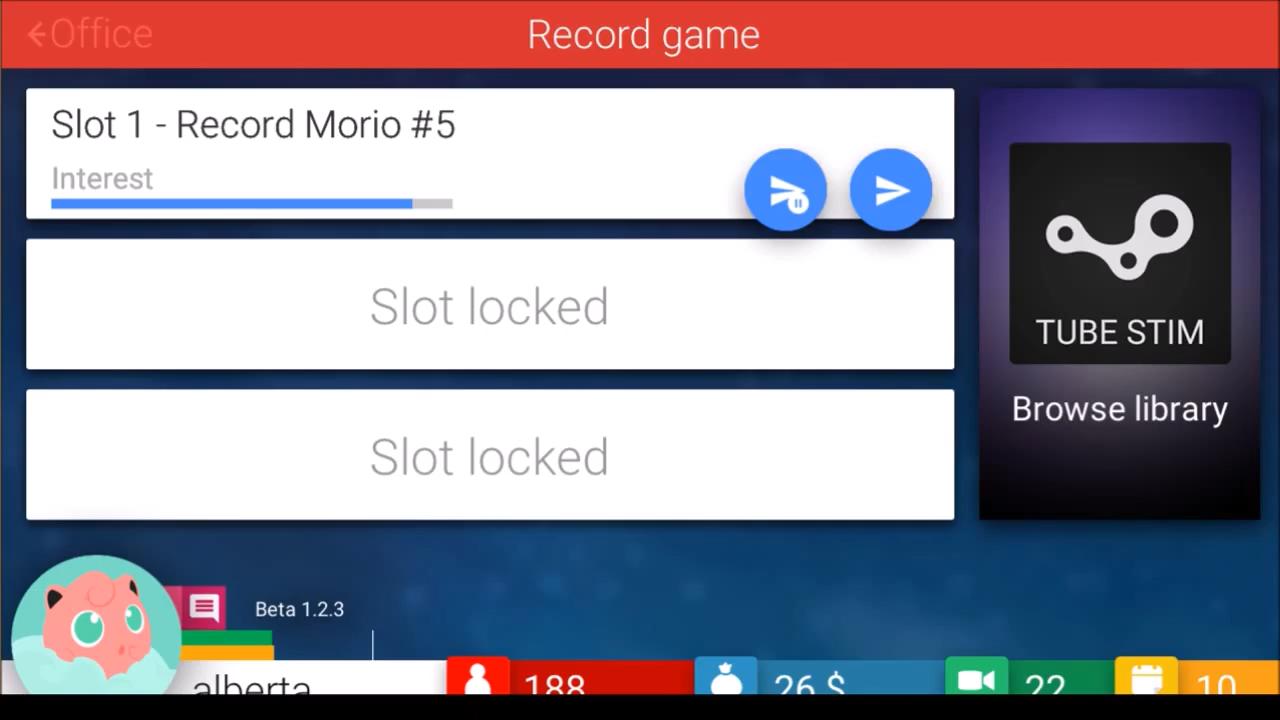 Office
Record game
Slot 1 - Record Morio #5
Interest
Slot locked
Slot locked
TUBE STIM
Browse library
Beta 1.2.3
alberta
188
26 $
22
10